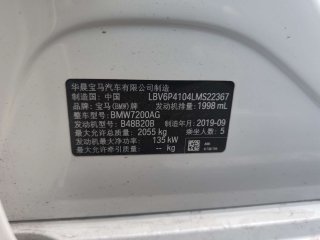 华晨宝马汽车有限公司
制造国：中国 LBV6P4104LMS22367
品牌：宝马(BMW)牌 发动机排量：1998 mL
整车型号：BMW7200AG
发动机型号：B48B20B 制造年月：2019-09
最大允许总质量：2055 kg 乘坐人数：5
发动机最大净功率：135 kW
最大允许牵引质量：-- kg